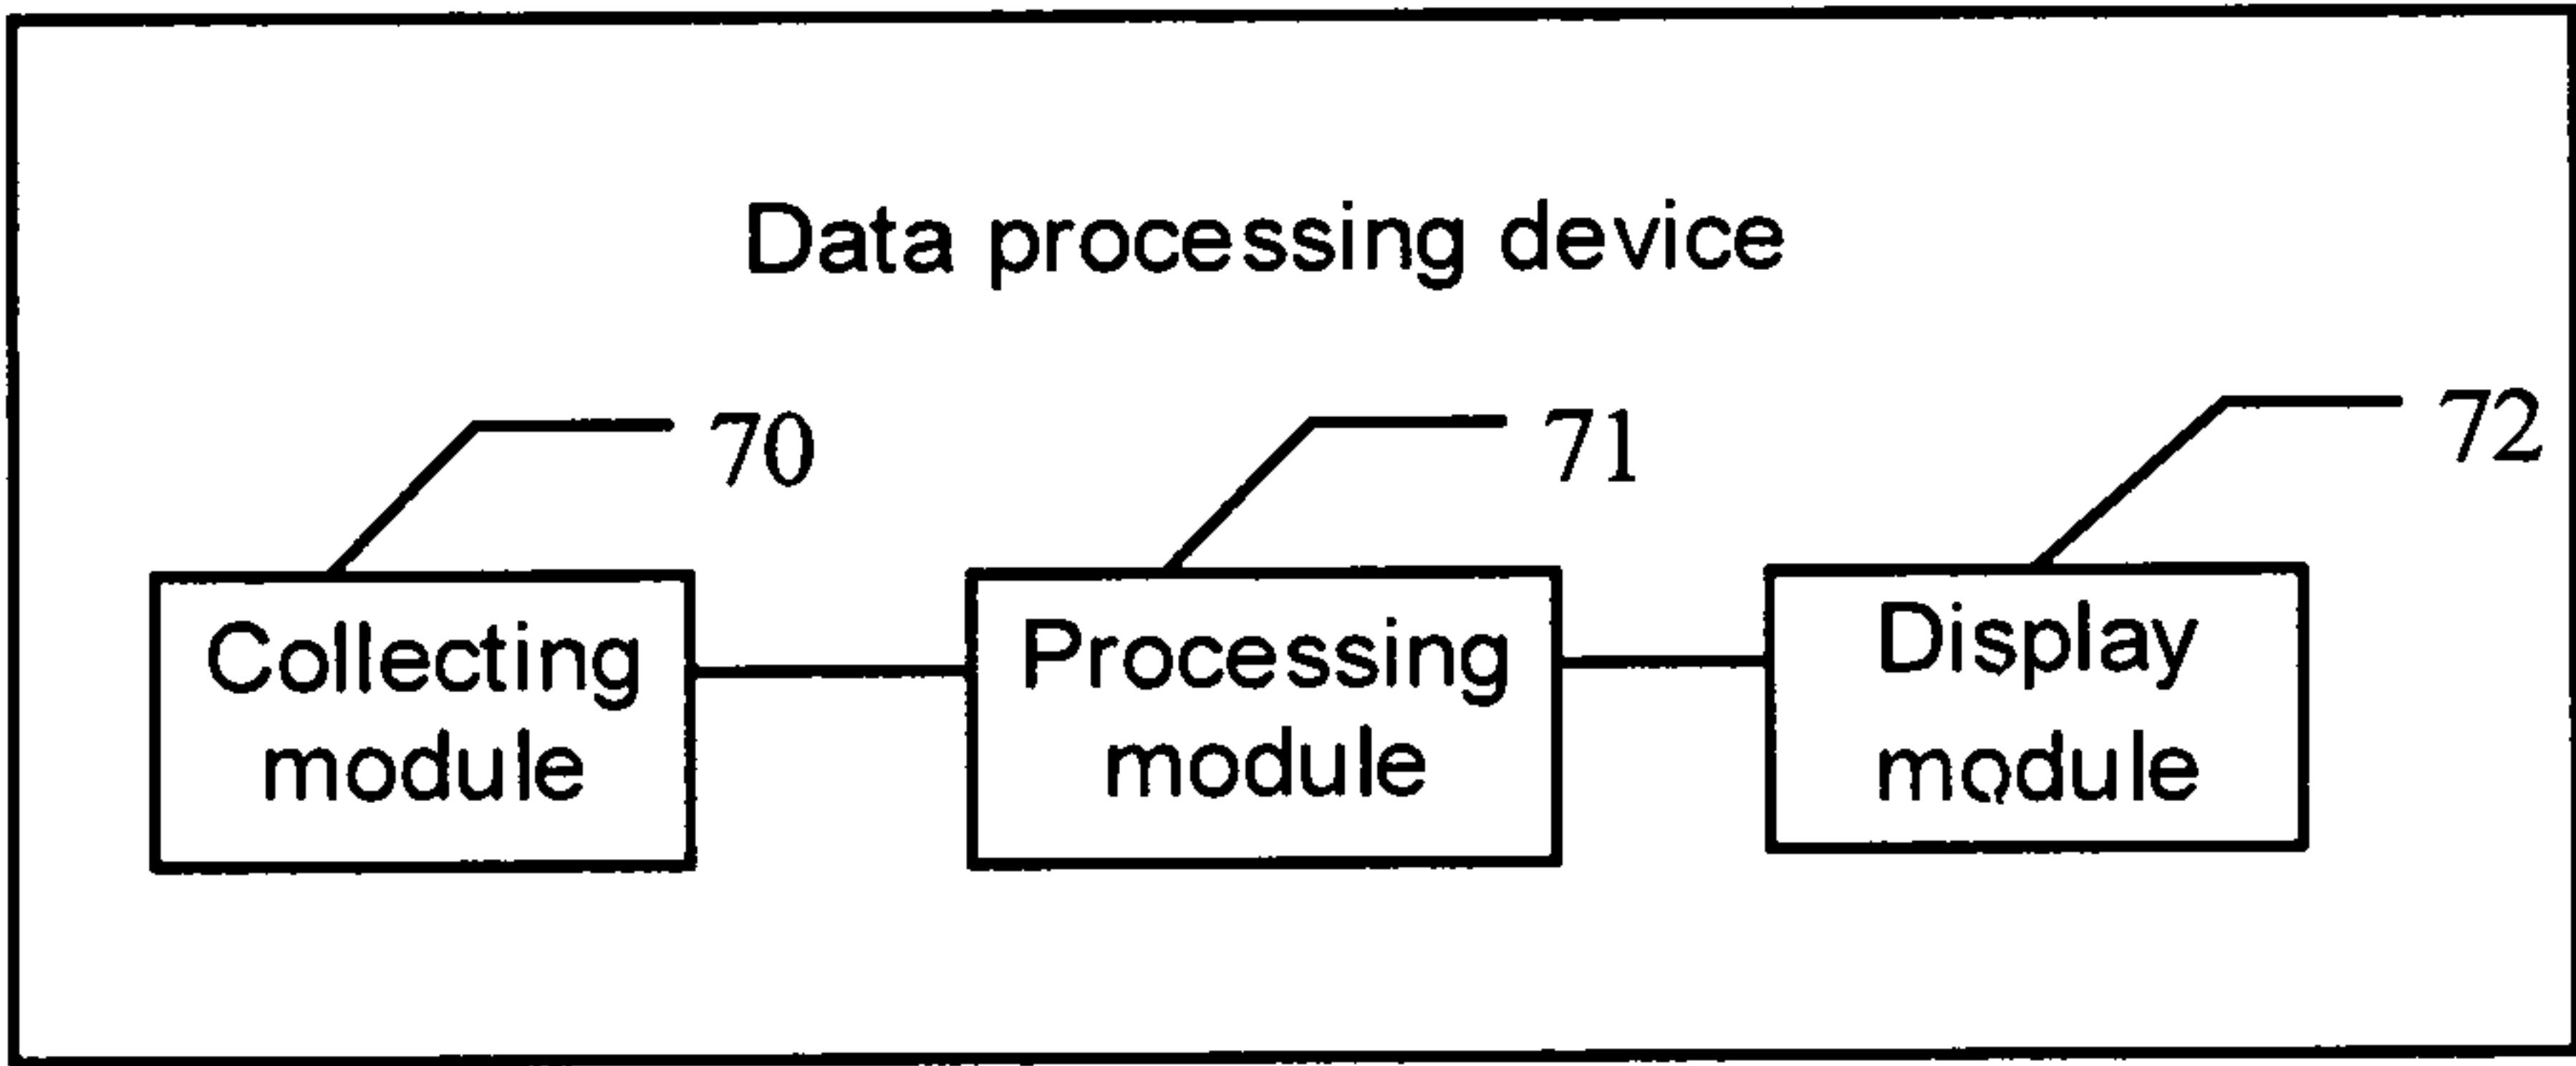 Data processing device
70
71
72
Collecting
module
Processing
module
Display
module